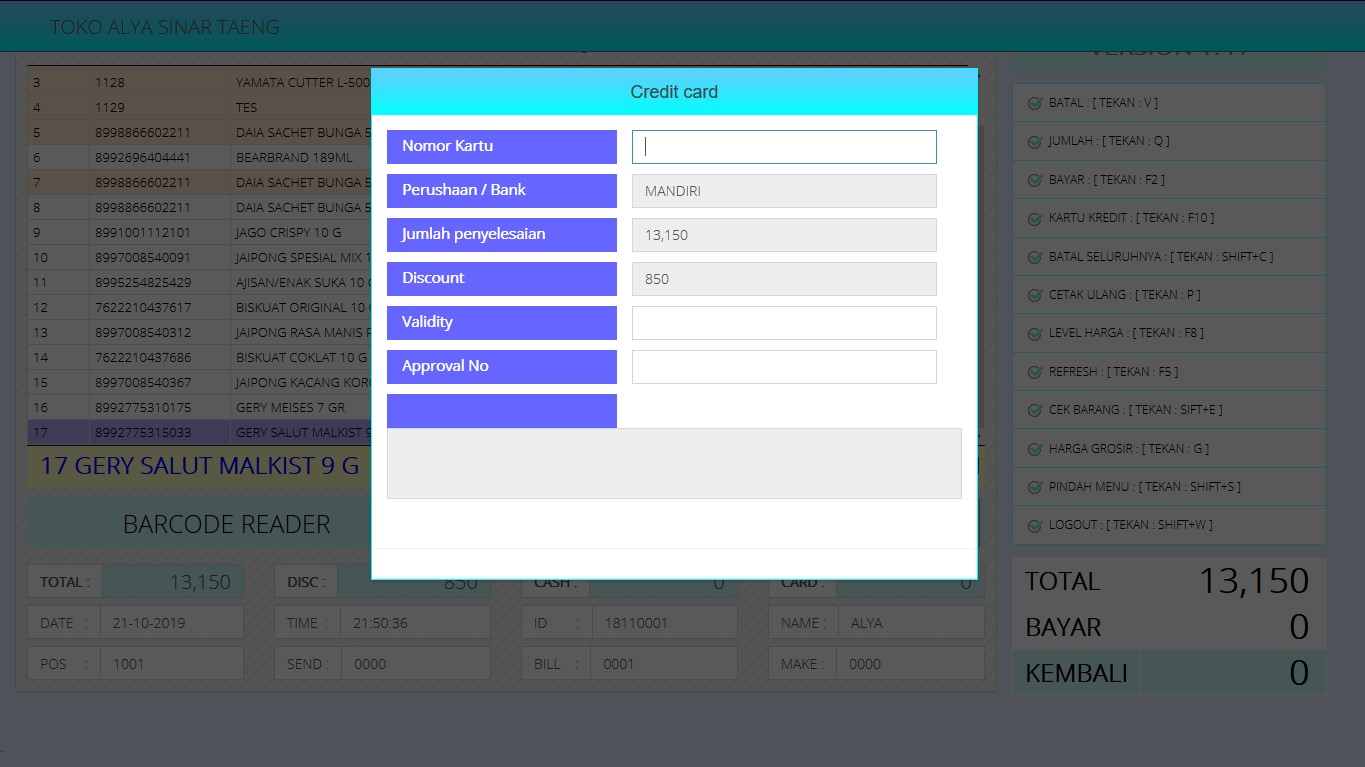 TOKO ALYA SINAR TAENG
3 1128 YAMATA CUTTER L-500
4 1129 TES
5 8998866602211 DAIA SACHET BUNGA 5
6 8992696404441 BEARBRAND 189ML
7 8998866602211 DAIA SACHET BUNGA 5
8 8998866602211 DAIA SACHET BUNGA 5
9 8991001112101 JAGO CRISPY 10 G
10 8997008540091 JAIPONG SPESIAL MIX 1
11 8995254825429 AJISAN/ENAK SUKA 10 G
12 7622210437617 BISKUAT ORIGINAL 10 G
13 8997008540312 JAIPONG RASA MANIS P
14 7622210437686 BISKUAT COKLAT 10 G
15 8997008540367 JAIPONG KACANG KORO
16 8992775310175 GERY MEISES 7 GR
17 8992775315033 GERY SALUT MALKIST 9
17 GERY SALUT MALKIST 9 G
BARCODE READER
TOTAL : 13,150 DISC : 850 CASH : 0 CARD : 0
DATE : 21-10-2019 TIME : 21:50:36 ID : 18110001 NAME : ALYA
POS : 1001 SEND : 0000 BILL : 0001 MAKE : 0000
Credit card
Nomor Kartu
Perushaan / Bank MANDIRI
Jumlah penyelesaian 13,150
Discount 850
Validity
Approval No
VERSION 1.11
BATAL : [ TEKAN : V ]
JUMLAH : [ TEKAN : Q ]
BAYAR : [ TEKAN : F2 ]
KARTU KREDIT : [ TEKAN : F10 ]
BATAL SELURUHNYA : [ TEKAN : SHIFT+C ]
CETAK ULANG : [ TEKAN : P ]
LEVEL HARGA : [ TEKAN : F8 ]
REFRESH : [ TEKAN : F5 ]
CEK BARANG : [ TEKAN : SIFT+E ]
HARGA GROSIR : [ TEKAN : G ]
PINDAH MENU : [ TEKAN : SHIFT+S ]
LOGOUT : [ TEKAN : SHIFT+W ]
TOTAL 13,150
BAYAR 0
KEMBALI 0